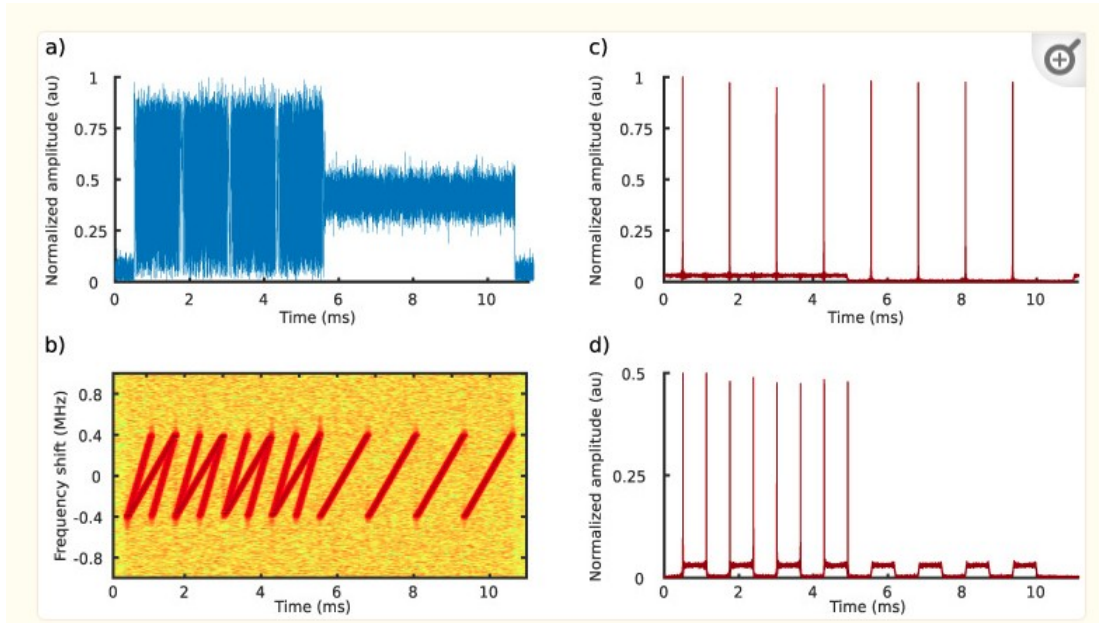 a)
Normalized amplitude (au)
1
0.75
0.5
0.25
0
0 2 4 6 8 10
Time (ms)
b)
Frequency shift (MHz)
0.8
0.4
0
-0.4
-0.8
0 2 4 6 8 10
Time (ms)
c)
Normalized amplitude (au)
1
0.75
0.5
0.25
0
0 2 4 6 8 10
Time (ms)
d)
Normalized amplitude (au)
0.5
0.25
0
0 2 4 6 8 10
Time (ms)